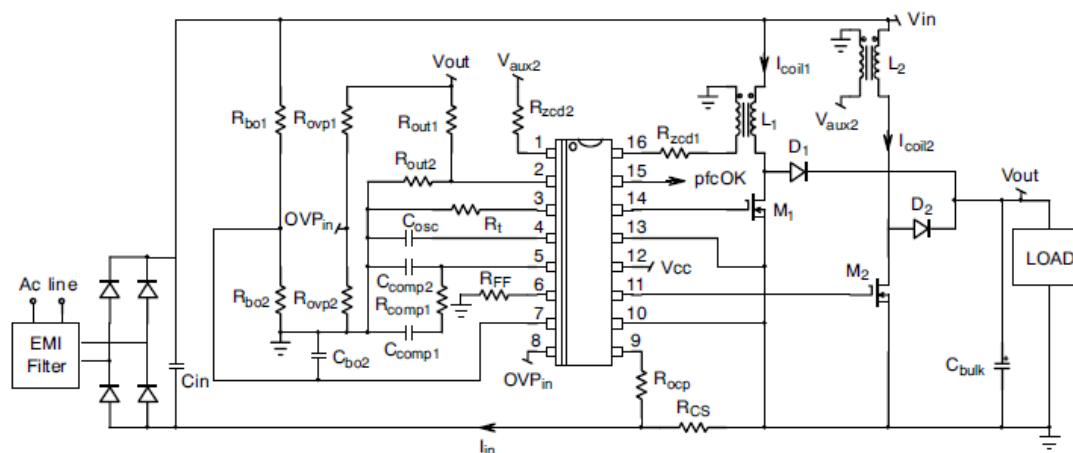 Vin
Vout
Vaux2
Icoil1
L2
Rbo1
Rovp1
Rout1
Rzcd2
L1
Vaux2
Rzcd1
1
16
D1
Icoil2
Rout2
2
15
pfcOK
Vout
OVPin
3
14
M1
D2
Rt
Cosc
4
13
LOAD
5
12
Vcc
Ac line
Ccomp2
RFF
M2
Rbo2
Rovp2
Rcomp1
6
11
EMI
Filter
7
10
Cbo2
Ccomp1
8
9
Cin
OVPin
Rocp
Cbulk
RCS
Iin